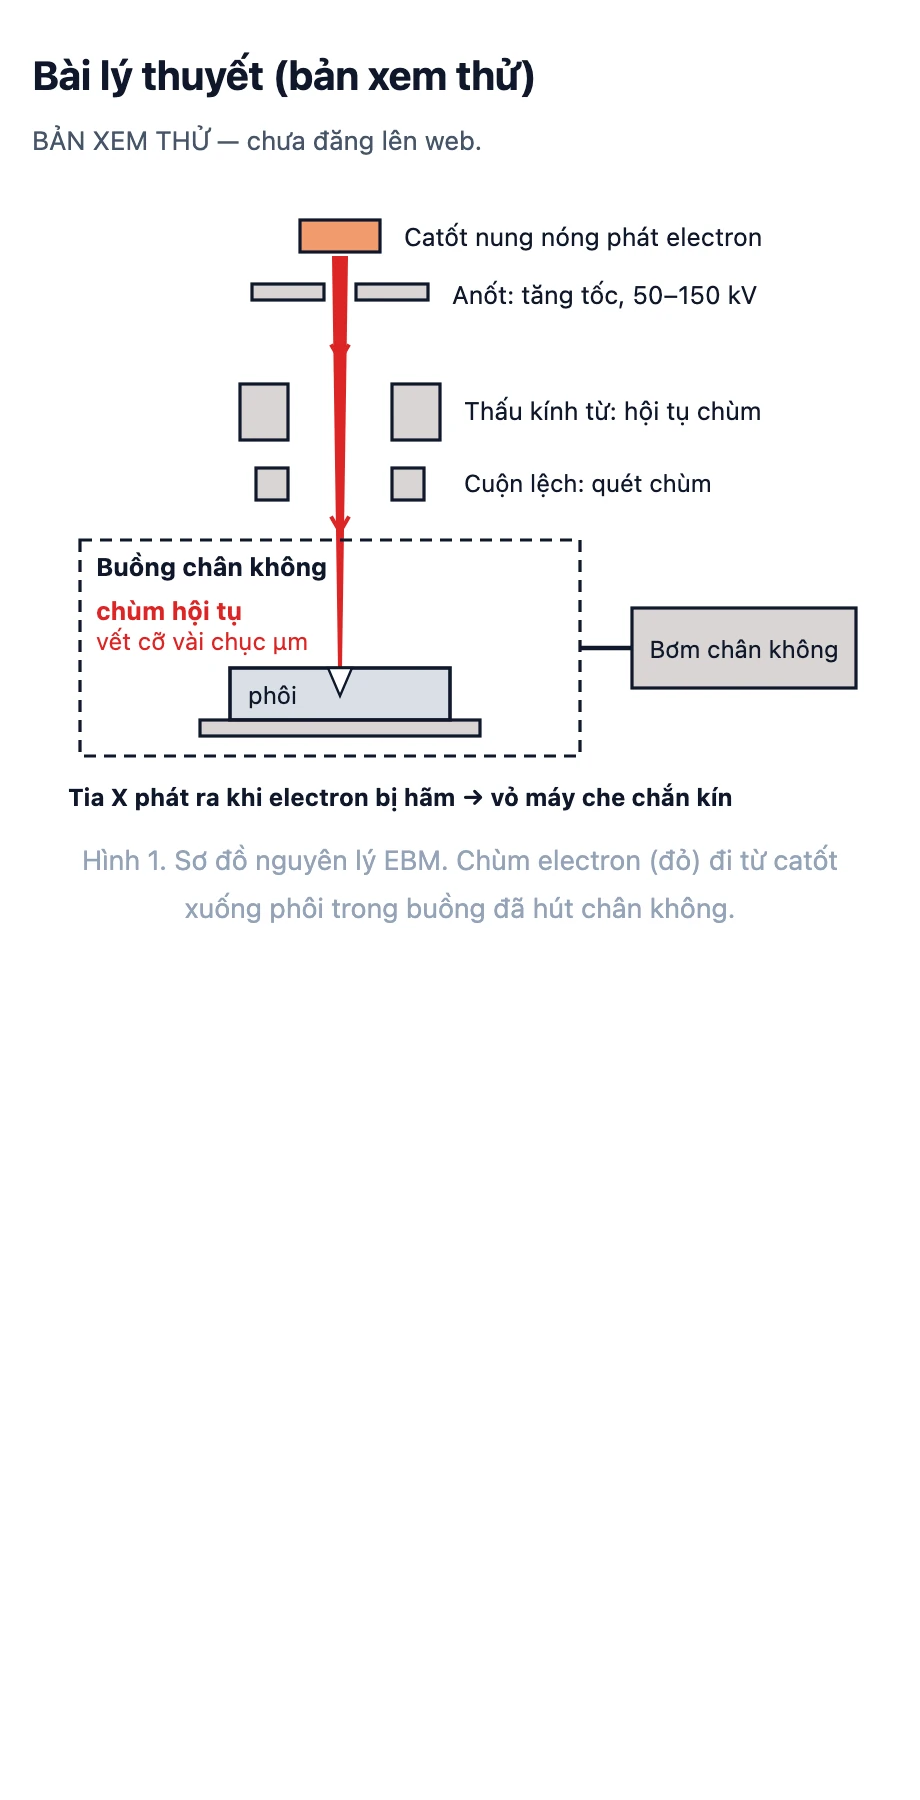 Bài lý thuyết (bản xem thử)
BẢN XEM THỬ — chưa đăng lên web.
Catốt nung nóng phát electron
Anốt: tăng tốc, 50–150 kV
Thấu kính từ: hội tụ chùm
Cuộn lệch: quét chùm
Buồng chân không
chùm hội tụ
vết cỡ vài chục µm
Bơm chân không
phôi
Tia X phát ra khi electron bị hãm → vỏ máy che chắn kín
Hình 1. Sơ đồ nguyên lý EBM. Chùm electron (đỏ) đi từ catốt
xuống phôi trong buồng đã hút chân không.